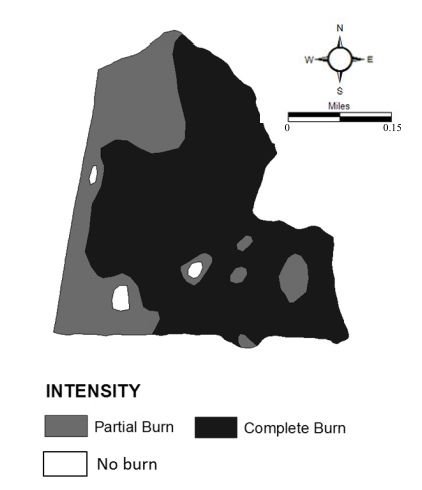 N
W E
S
Miles
0 0.15
INTENSITY
Partial Burn Complete Burn
No burn